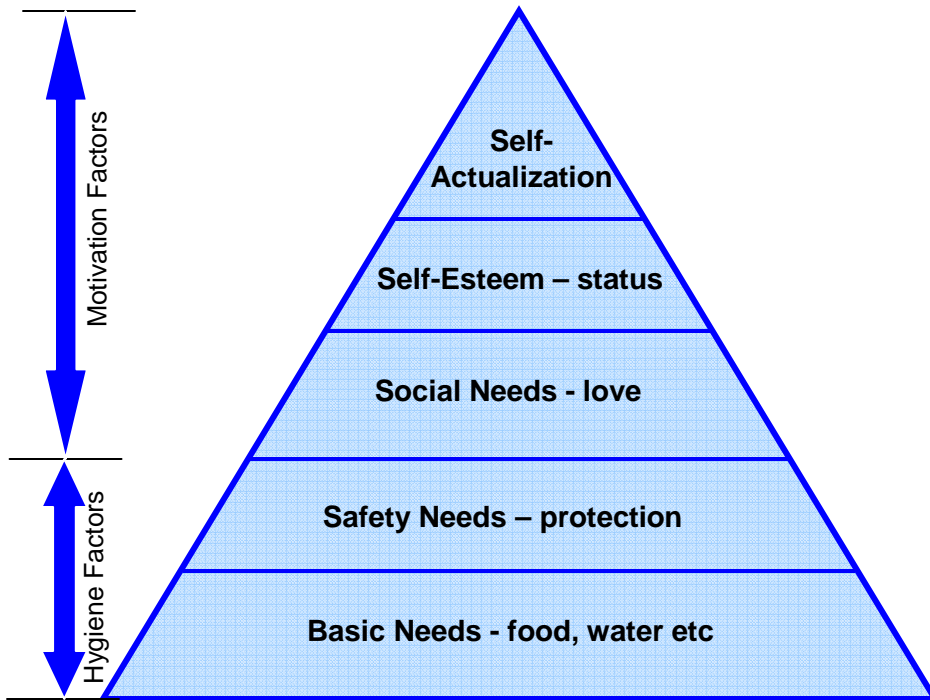 Motivation Factors
Hygiene Factors
Self-
Actualization
Self-Esteem – status
Social Needs - love
Safety Needs – protection
Basic Needs - food, water etc